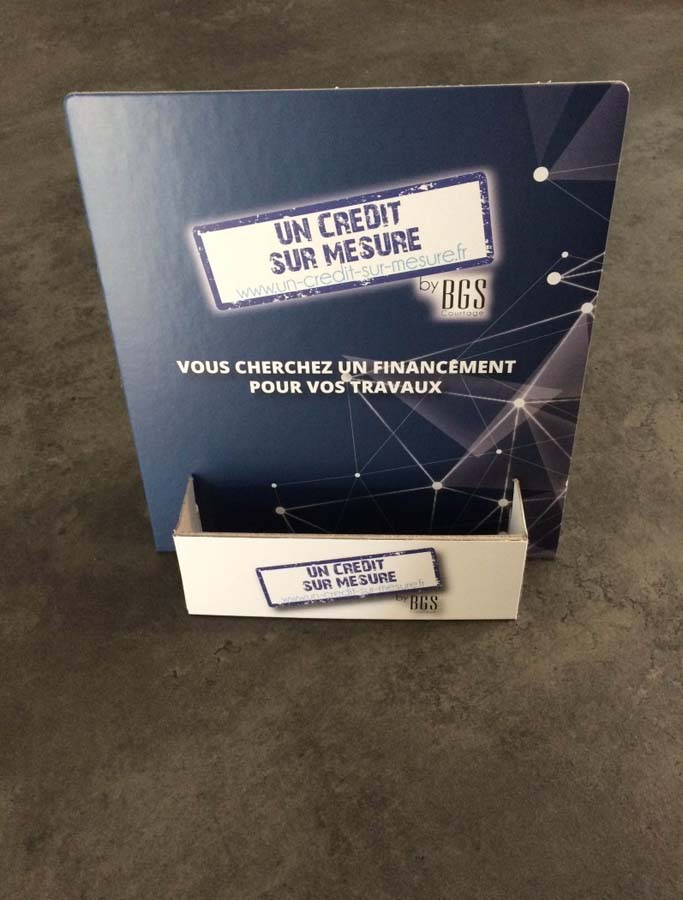 UN CREDIT
SUR MESURE
www.un-credit-sur-mesure.fr
by BGS
Courtage
VOUS CHERCHEZ UN FINANCEMENT
POUR VOS TRAVAUX
UN CREDIT
SUR MESURE
www.un-credit-sur-mesure.fr
by BGS